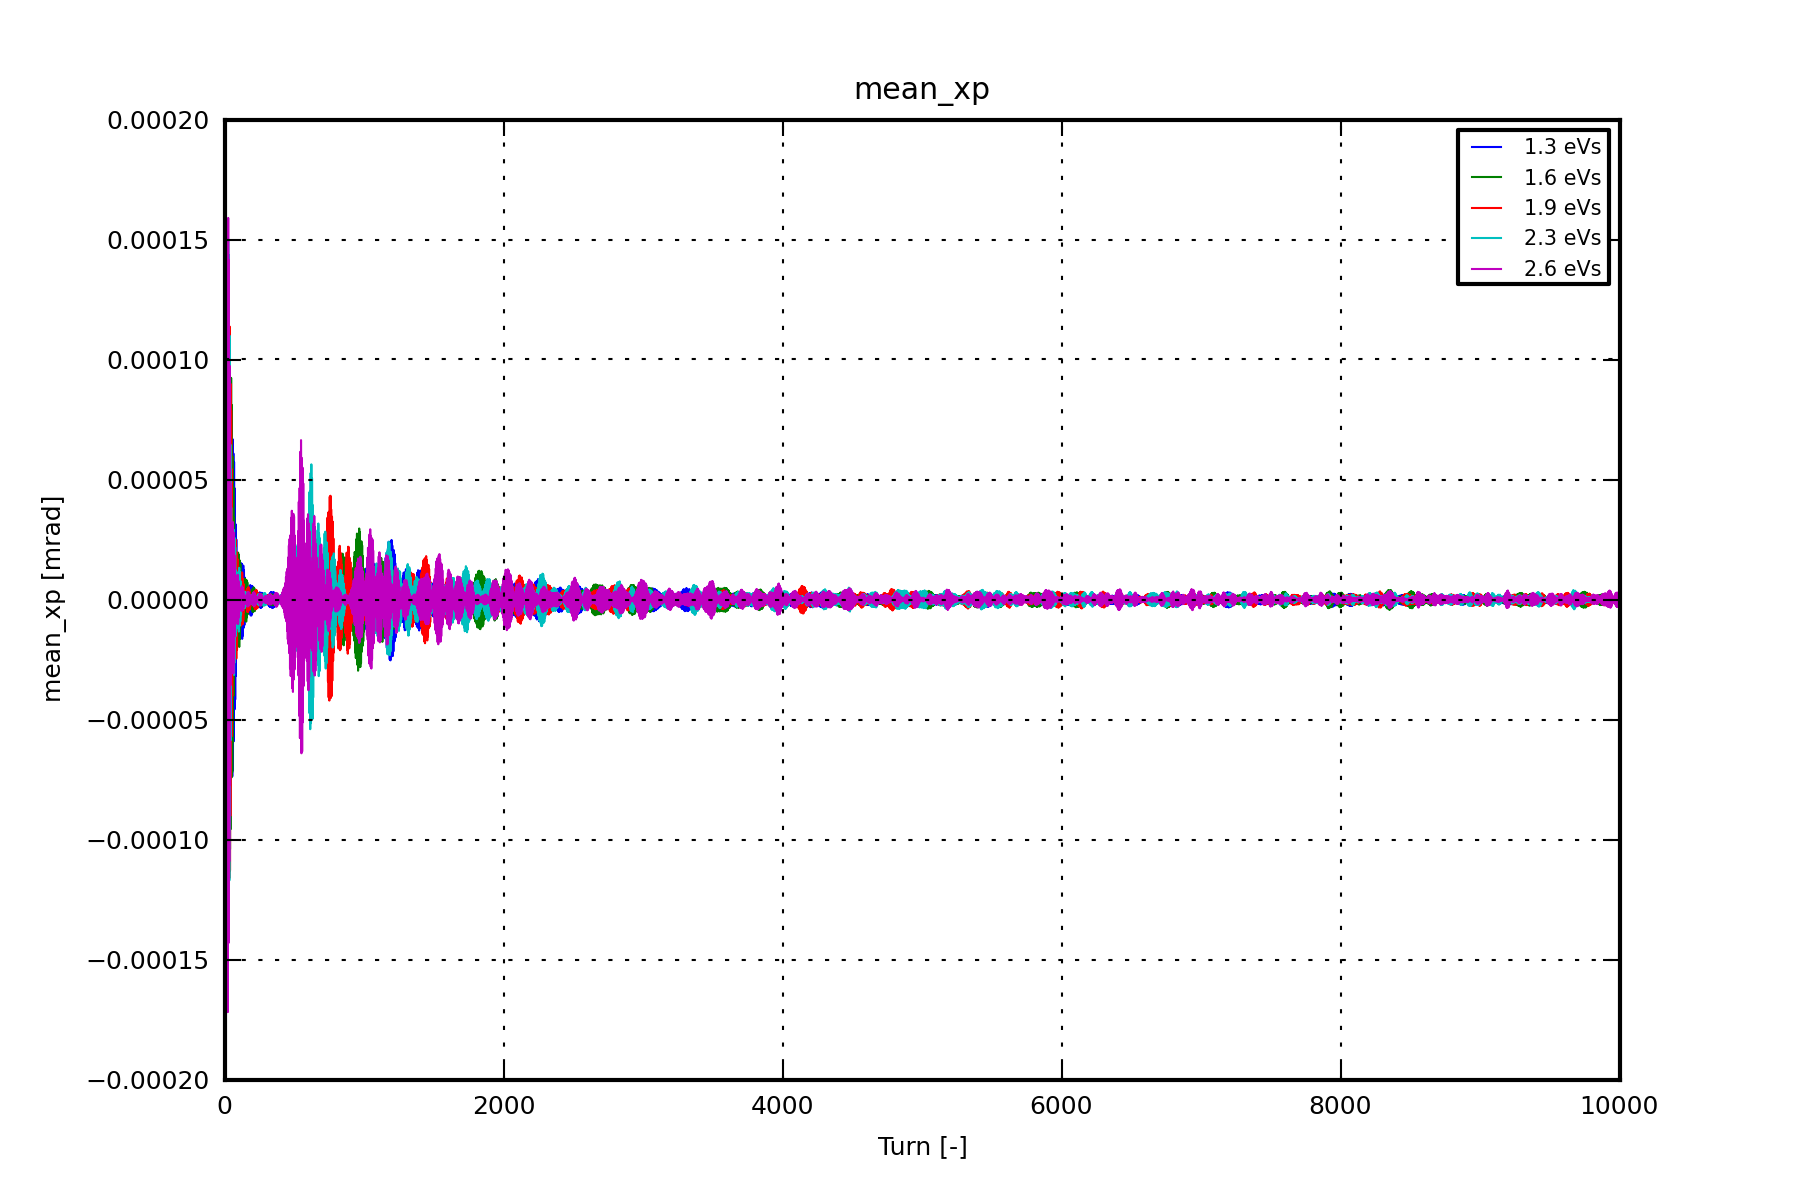 mean_xp
0.00020
0.00015
0.00010
0.00005
0.00000
−0.00005
−0.00010
−0.00015
−0.00020
mean_xp [mrad]
1.3 eVs
1.6 eVs
1.9 eVs
2.3 eVs
2.6 eVs
0 2000 4000 6000 8000 10000
Turn [-]